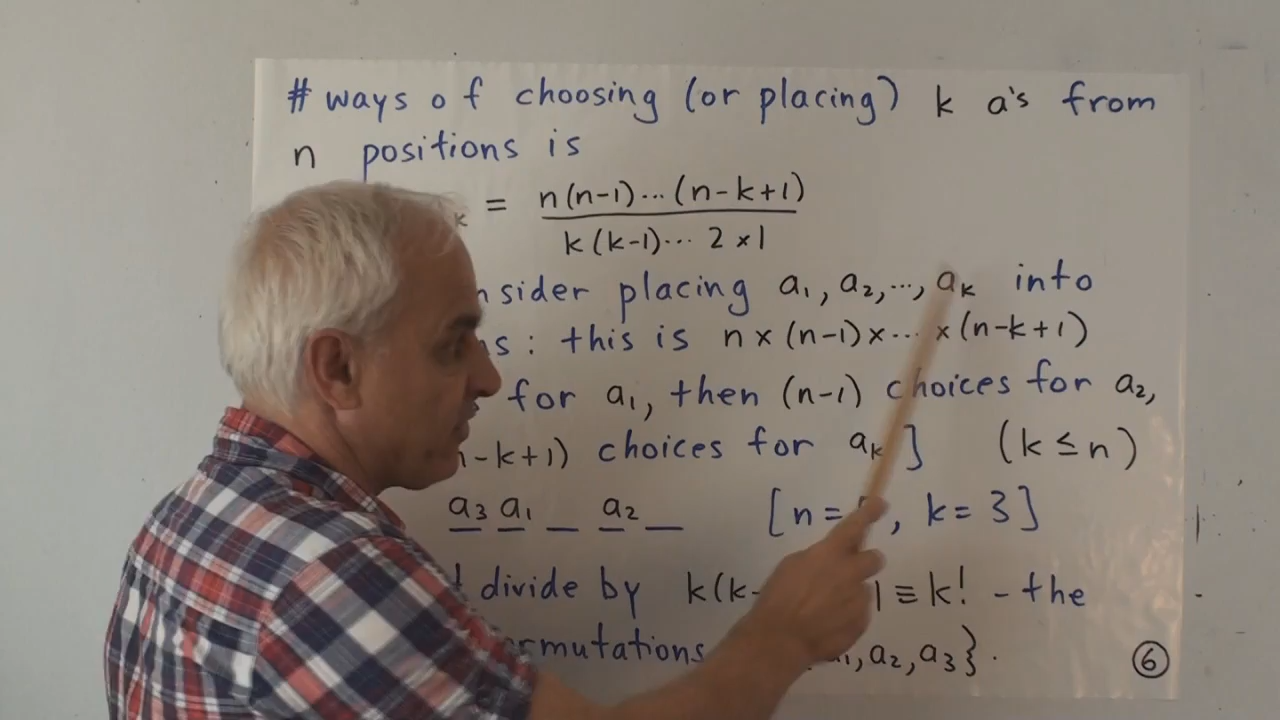 # ways of choosing (or placing) k a's from
n positions is
k = n(n-1)...(n-k+1)
k(k-1)... 2 × 1
nsider placing a₁, a₂, ..., aₖ into
s : this is n × (n-1) × ... × (n-k+1)
for a₁, then (n-1) choices for a₂,
n-k+1) choices for aₖ ] (k ≤ n)
a₃ a₁ _ a₂ _ [n = , k = 3]
divide by k(k- 1 ≡ k! - the
rmutations a₁, a₂, a₃}.
6